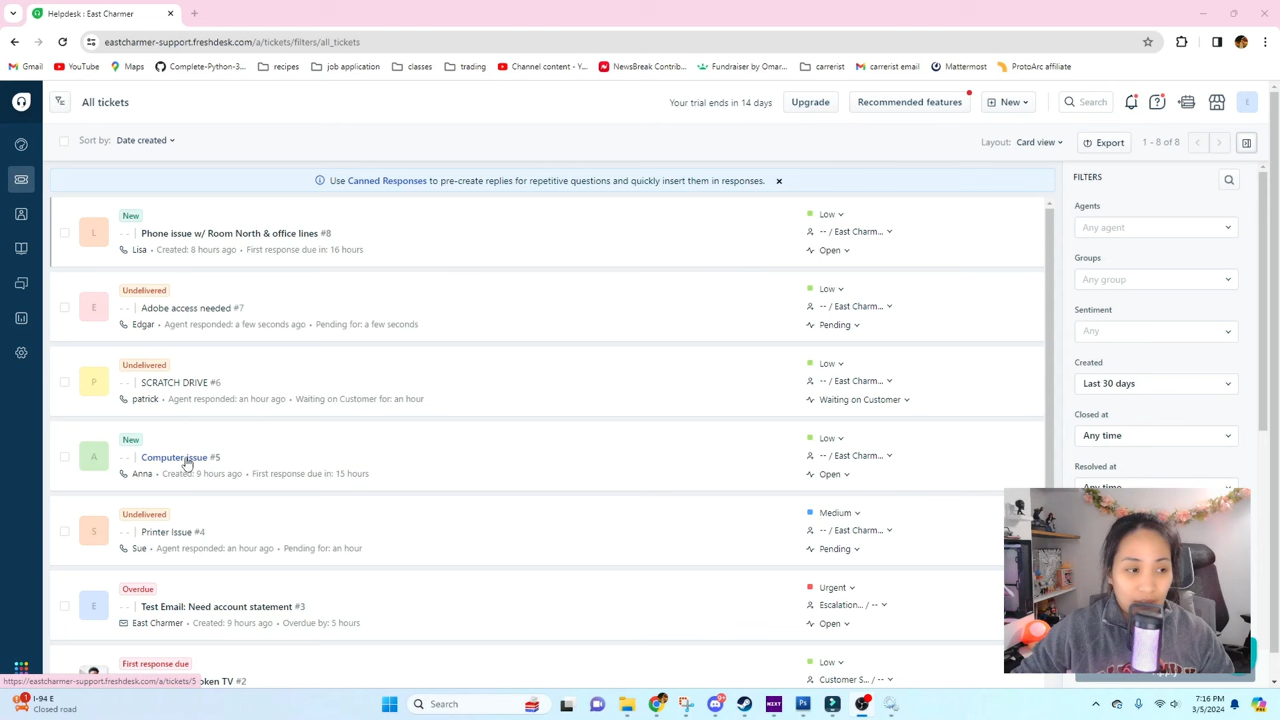 Helpdesk : East Charmer
eastcharmer-support.freshdesk.com/a/tickets/filters/all_tickets
Gmail YouTube Maps Complete-Python-3... recipes job application classes trading Channel content - Y... NewsBreak Contrib... Fundraiser by Omar... carrerist carrerist email Mattermost ProtoArc affiliate
All tickets
Your trial ends in 14 days Upgrade Recommended features New Search E
Sort by: Date created
Layout: Card view Export 1 - 8 of 8
Use Canned Responses to pre-create replies for repetitive questions and quickly insert them in responses.
New
L -- Phone issue w/ Room North & office lines #8
Lisa • Created: 8 hours ago • First response due in: 16 hours
Low
-- / East Charm...
Open
Undelivered
E -- Adobe access needed #7
Edgar • Agent responded: a few seconds ago • Pending for: a few seconds
Low
-- / East Charm...
Pending
Undelivered
P -- SCRATCH DRIVE #6
patrick • Agent responded: an hour ago • Waiting on Customer for: an hour
Low
-- / East Charm...
Waiting on Customer
New
A -- Computer issue #5
Anna • Created: 9 hours ago • First response due in: 15 hours
Low
-- / East Charm...
Open
Undelivered
S -- Printer Issue #4
Sue • Agent responded: an hour ago • Pending for: an hour
Medium
-- / East Charm...
Pending
Overdue
E -- Test Email: Need account statement #3
East Charmer • Created: 9 hours ago • Overdue by: 5 hours
Urgent
Escalation... / --
Open
First response due
oken TV #2
Low
Customer S... / --
FILTERS
Agents
Any agent
Groups
Any group
Sentiment
Any
Created
Last 30 days
Closed at
Any time
Resolved at
Any time
https://eastcharmer-support.freshdesk.com/a/tickets/5
I-94 E
Closed road
Search
7:16 PM
3/5/2024